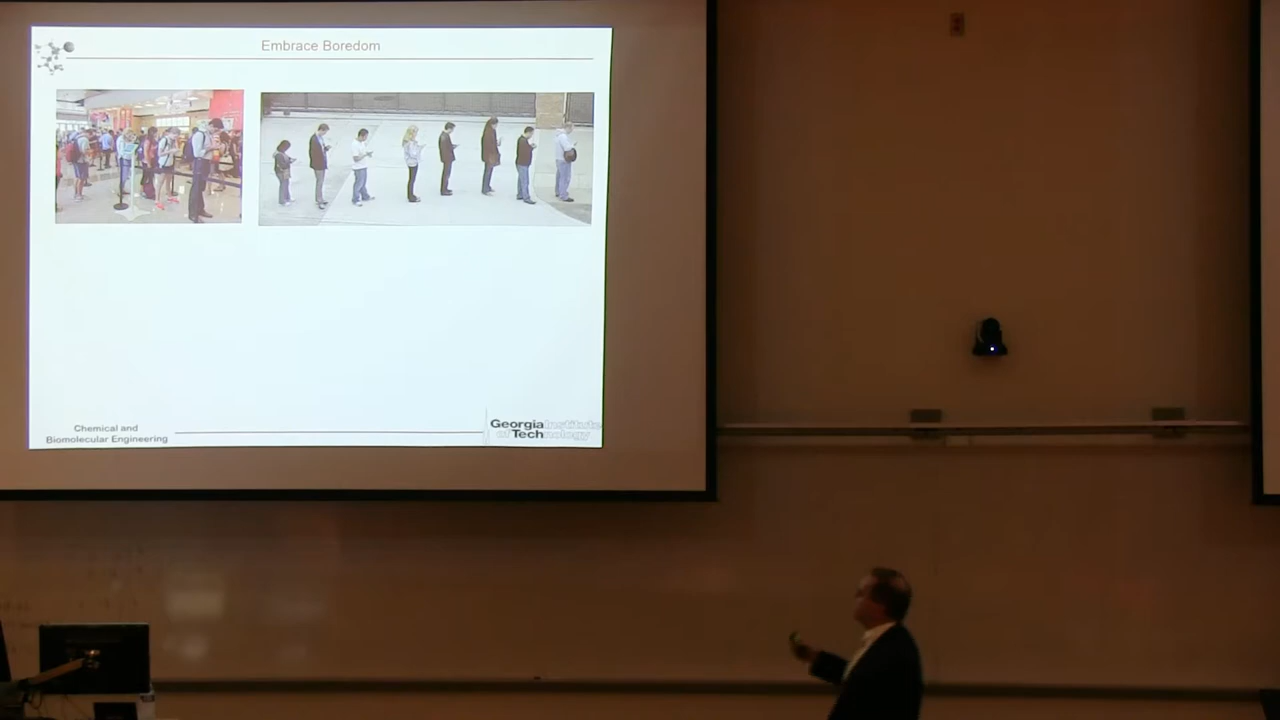 Embrace Boredom
Chemical and
Biomolecular Engineering
Georgia Institute
of Technology